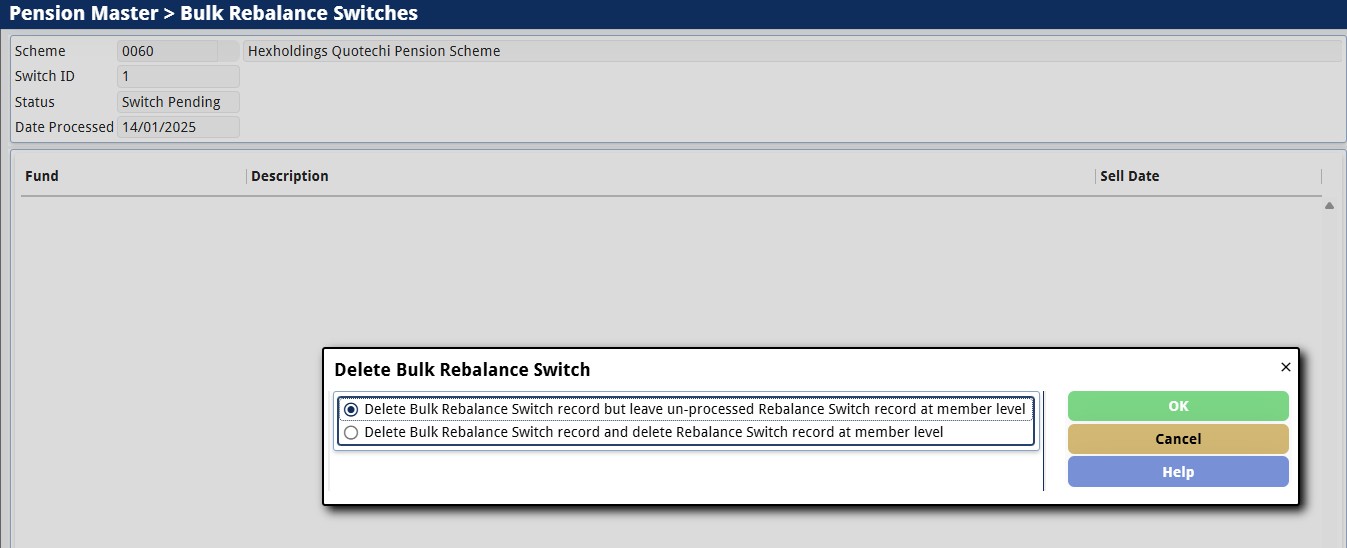 Pension Master > Bulk Rebalance Switches
Scheme 0060 Hexholdings Quotechi Pension Scheme
Switch ID 1
Status Switch Pending
Date Processed 14/01/2025
Fund Description Sell Date
Delete Bulk Rebalance Switch ×
Delete Bulk Rebalance Switch record but leave un-processed Rebalance Switch record at member level OK
Delete Bulk Rebalance Switch record and delete Rebalance Switch record at member level Cancel
Help